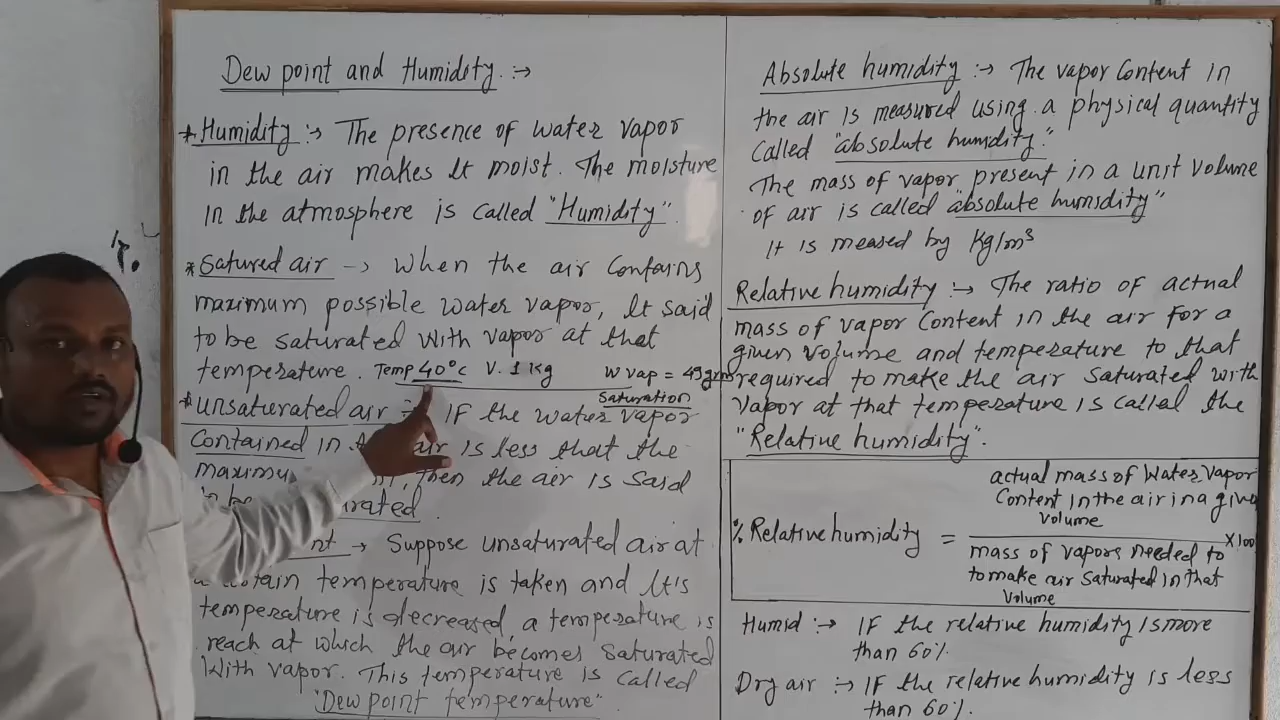 Dew point and Humidity :→
* Humidity :→ The presence of water vapor
in the air makes It moist. The moisture
in the atmosphere is called "Humidity".
* Satured air → When the air contains
maximum possible water vapor, It said
to be saturated with vapor at that
temperature. Temp 40°c V. 1 Kg W vap = 49grm
Saturation
* unsaturated air IF the water vapor
Contained in air is less that the
then the air is said
Suppose unsaturated air at
temperature is taken and It's
temperature is decreased a temperature is
reach at which the air becomes saturated
With vapor. This temperature is called
"Dew point temperature".
Absolute humidity :→ The vapor Content in
the air is measured using a physical quantity
Called "absolute humidity".
The mass of vapor present in a unit volume
of air is called "absolute humidity"
It is meased by Kg/m³
Relative humidity :→ The ratio of actual
mass of vapor Content in the air for a
given volume and temperature to that
required to make the air saturated with
vapor at that temperature is called the
"Relative humidity".
% Relative humidity = actual mass of Water vapor
Content In the air in a given
Volume
mass of vapors needed to
to make air saturated In that
Volume
X100
Humid :→ IF the relative humidity is more
than 60%.
Dry air :→ IF the relative humidity is less
than 60%.